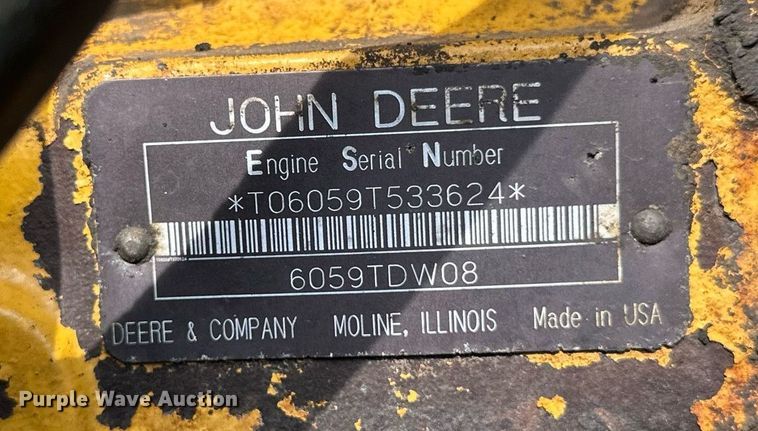 JOHN DEERE
Engine Serial Number
*T06059T533624*
6059TDW08
DEERE & COMPANY MOLINE, ILLINOIS Made in USA
Purple Wave Auction